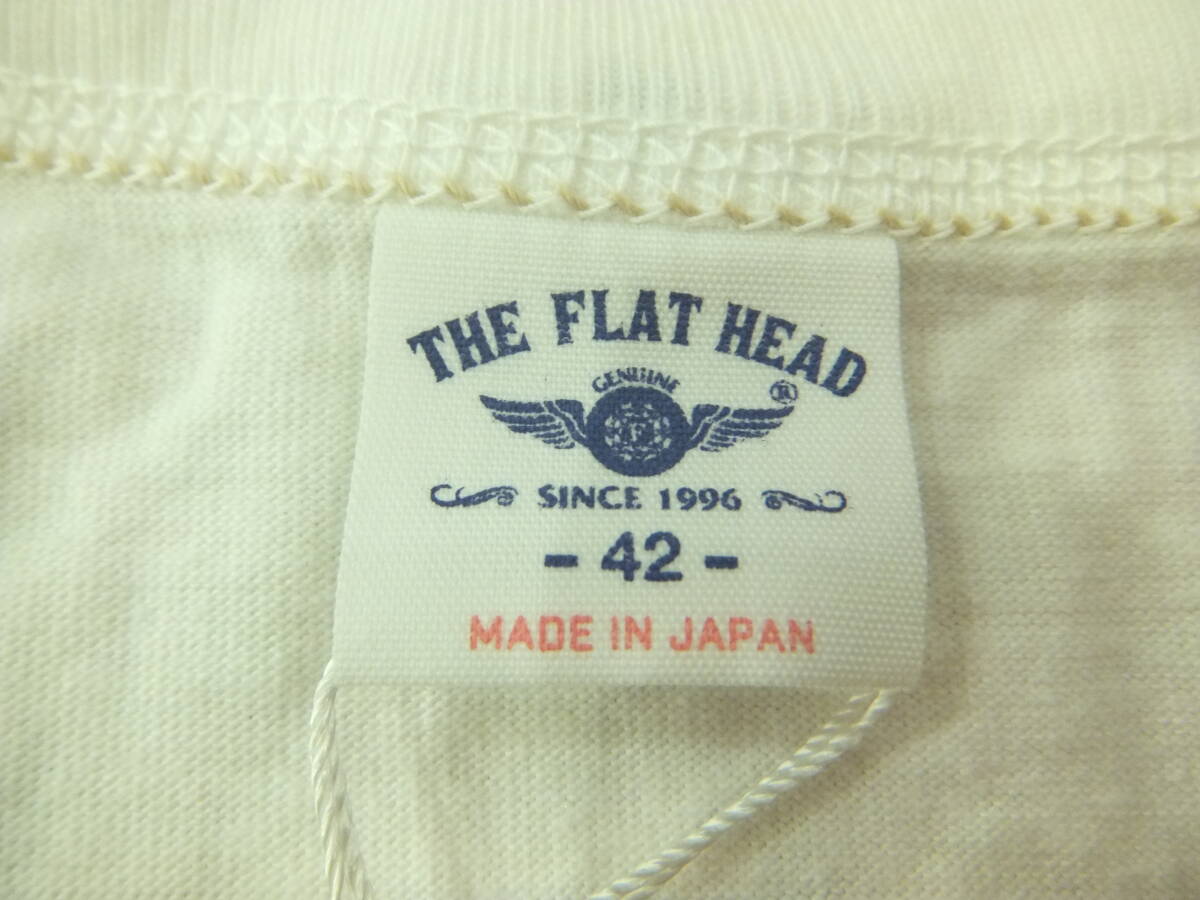 THE FLAT HEAD
GENUINE
®
F
SINCE 1996
- 42 -
MADE IN JAPAN